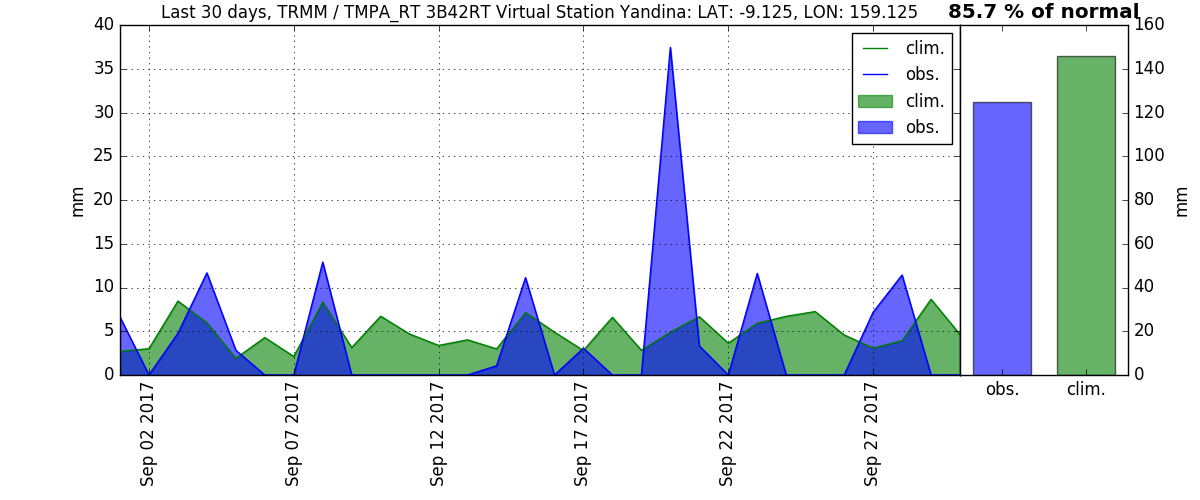 Last 30 days, TRMM / TMPA_RT 3B42RT Virtual Station Yandina: LAT: -9.125, LON: 159.125
85.7 % of normal
40
35
30
25
20
15
10
5
0
mm
clim.
obs.
clim.
obs.
160
140
120
100
80
60
40
20
0
mm
Sep 02 2017
Sep 07 2017
Sep 12 2017
Sep 17 2017
Sep 22 2017
Sep 27 2017
obs.
clim.